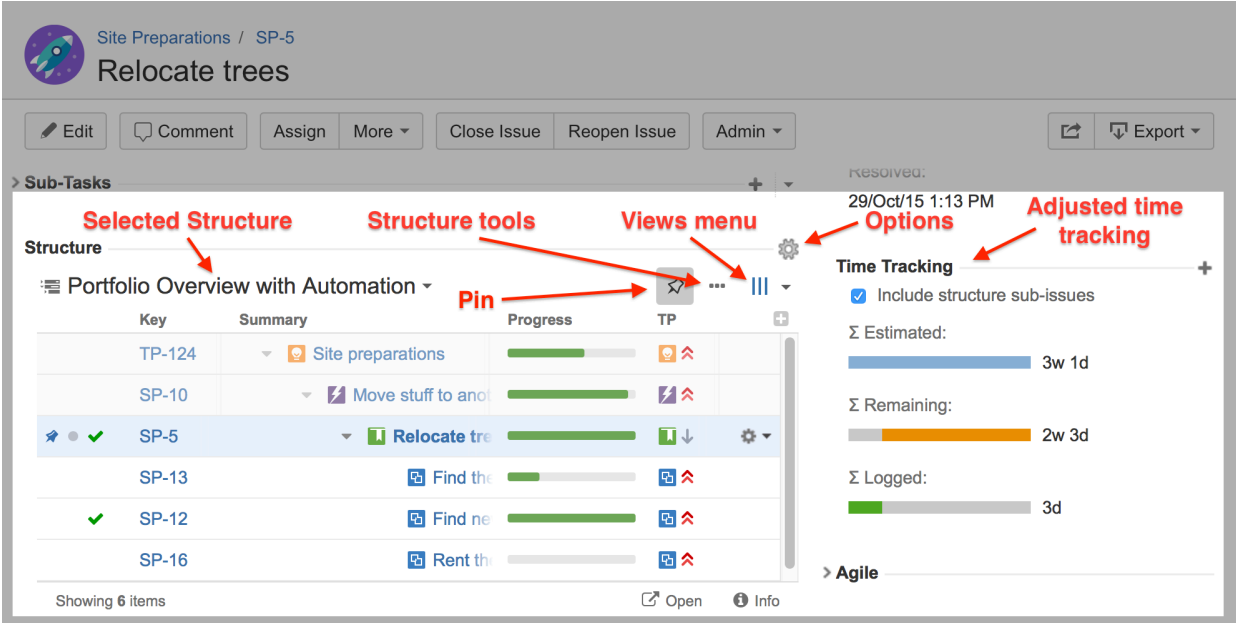 Site Preparations / SP-5
Relocate trees
Edit Comment Assign More Close Issue Reopen Issue Admin Export
Sub-Tasks
Resolved:
29/Oct/15 1:13 PM
Selected Structure Structure tools Views menu Options Adjusted time tracking
Structure
Time Tracking
Portfolio Overview with Automation
Pin
Include structure sub-issues
Key Summary Progress TP
Σ Estimated:
TP-124 Site preparations
3w 1d
SP-10 Move stuff to anot
Σ Remaining:
SP-5 Relocate tre
2w 3d
SP-13 Find the
Σ Logged:
3d
SP-12 Find ne
SP-16 Rent th
Agile
Showing 6 items Open Info